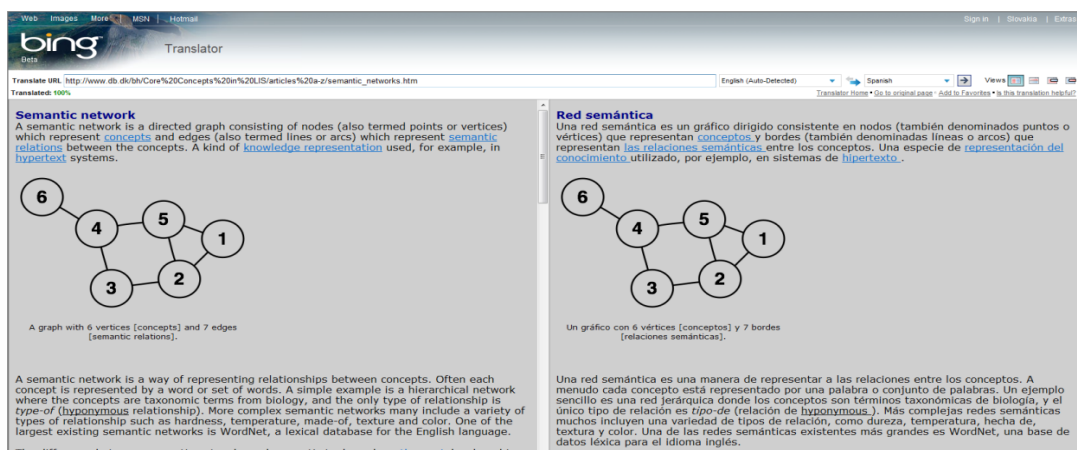 Web Images More | MSN | Hotmail
Sign in | Slovakia | Extras
bing
Beta
Translator
Translate URL http://www.db.dk/bh/Core%20Concepts%20in%20LIS/articles%20a-z/semantic_networks.htm
English (Auto-Detected) Spanish Views
Translated: 100%
Translator Home • Go to original page • Add to Favorites • Is this translation helpful?
Semantic network
A semantic network is a directed graph consisting of nodes (also termed points or vertices)
which represent concepts and edges (also termed lines or arcs) which represent semantic
relations between the concepts. A kind of knowledge representation used, for example, in
hypertext systems.
6
5
4
1
2
3
A graph with 6 vertices [concepts] and 7 edges
[semantic relations].
A semantic network is a way of representing relationships between concepts. Often each
concept is represented by a word or set of words. A simple example is a hierarchical network
where the concepts are taxonomic terms from biology, and the only type of relationship is
type-of (hyponymous relationship). More complex semantic networks many include a variety of
types of relationship such as hardness, temperature, made-of, texture and color. One of the
largest existing semantic networks is WordNet, a lexical database for the English language.
Red semántica
Una red semántica es un gráfico dirigido consistente en nodos (también denominados puntos o
vértices) que representan conceptos y bordes (también denominadas líneas o arcos) que
representan las relaciones semánticas entre los conceptos. Una especie de representación del
conocimiento utilizado, por ejemplo, en sistemas de hipertexto .
6
5
4
1
2
3
Un gráfico con 6 vértices [conceptos] y 7 bordes
[relaciones semánticas].
Una red semántica es una manera de representar a las relaciones entre los conceptos. A
menudo cada concepto está representado por una palabra o conjunto de palabras. Un ejemplo
sencillo es una red jerárquica donde los conceptos son términos taxonómicas de biología, y el
único tipo de relación es tipo-de (relación de hyponymous ). Más complejas redes semánticas
muchos incluyen una variedad de tipos de relación, como dureza, temperatura, hecha de,
textura y color. Una de las redes semánticas existentes más grandes es WordNet, una base de
datos léxica para el idioma inglés.